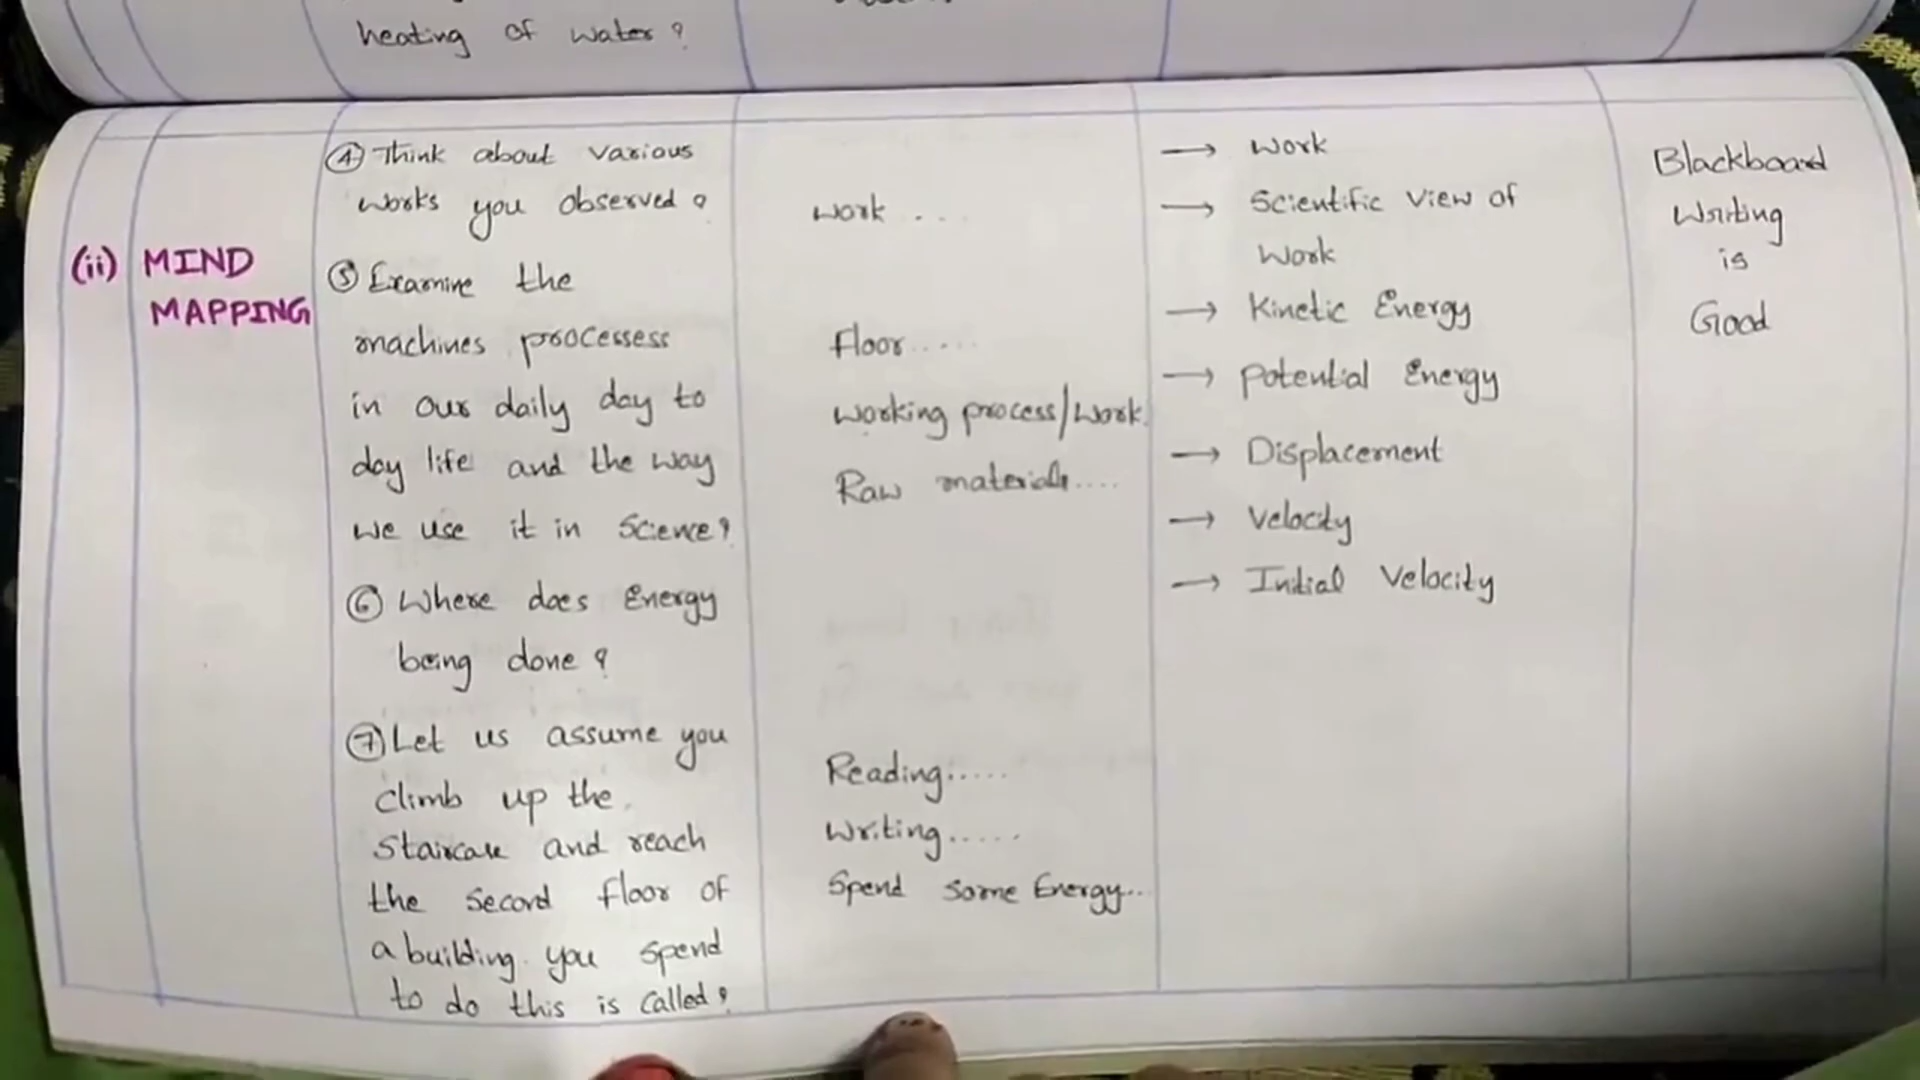 heating of water?
(ii) MIND
MAPPING
④ Think about various
works you observed?
⑤ Examine the
machines processess
in our daily day to
day life and the way
we use it in Science?
⑥ Where does Energy
being done?
⑦ Let us assume you
climb up the
Staircase and reach
the second floor of
a building you spend
to do this is called?
Work ...
Floor.....
Working process/Work
Raw materials....
Reading.....
Writing.....
Spend some Energy...
→ Work
→ Scientific view of
Work
→ Kinetic Energy
→ potential Energy
→ Displacement
→ Velocity
→ Initial Velocity
Blackboard
Writing
is
Good